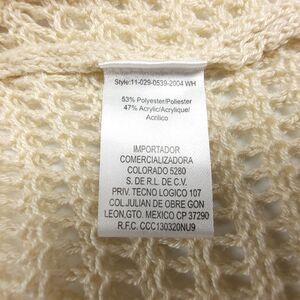 Style:11-029-0539-2004 WH
53% Polyester/Poliester
47% Acrylic/Acrylique/
Acrilico
IMPORTADOR
COMERCIALIZADORA
COLORADO 5280
S. DE R.L. DE C.V.
PRIV. TECNO LOGICO 107
COL.JULIAN DE OBRE GON
LEON,GTO. MEXICO CP 37290
R.F.C. CCC130320NU9